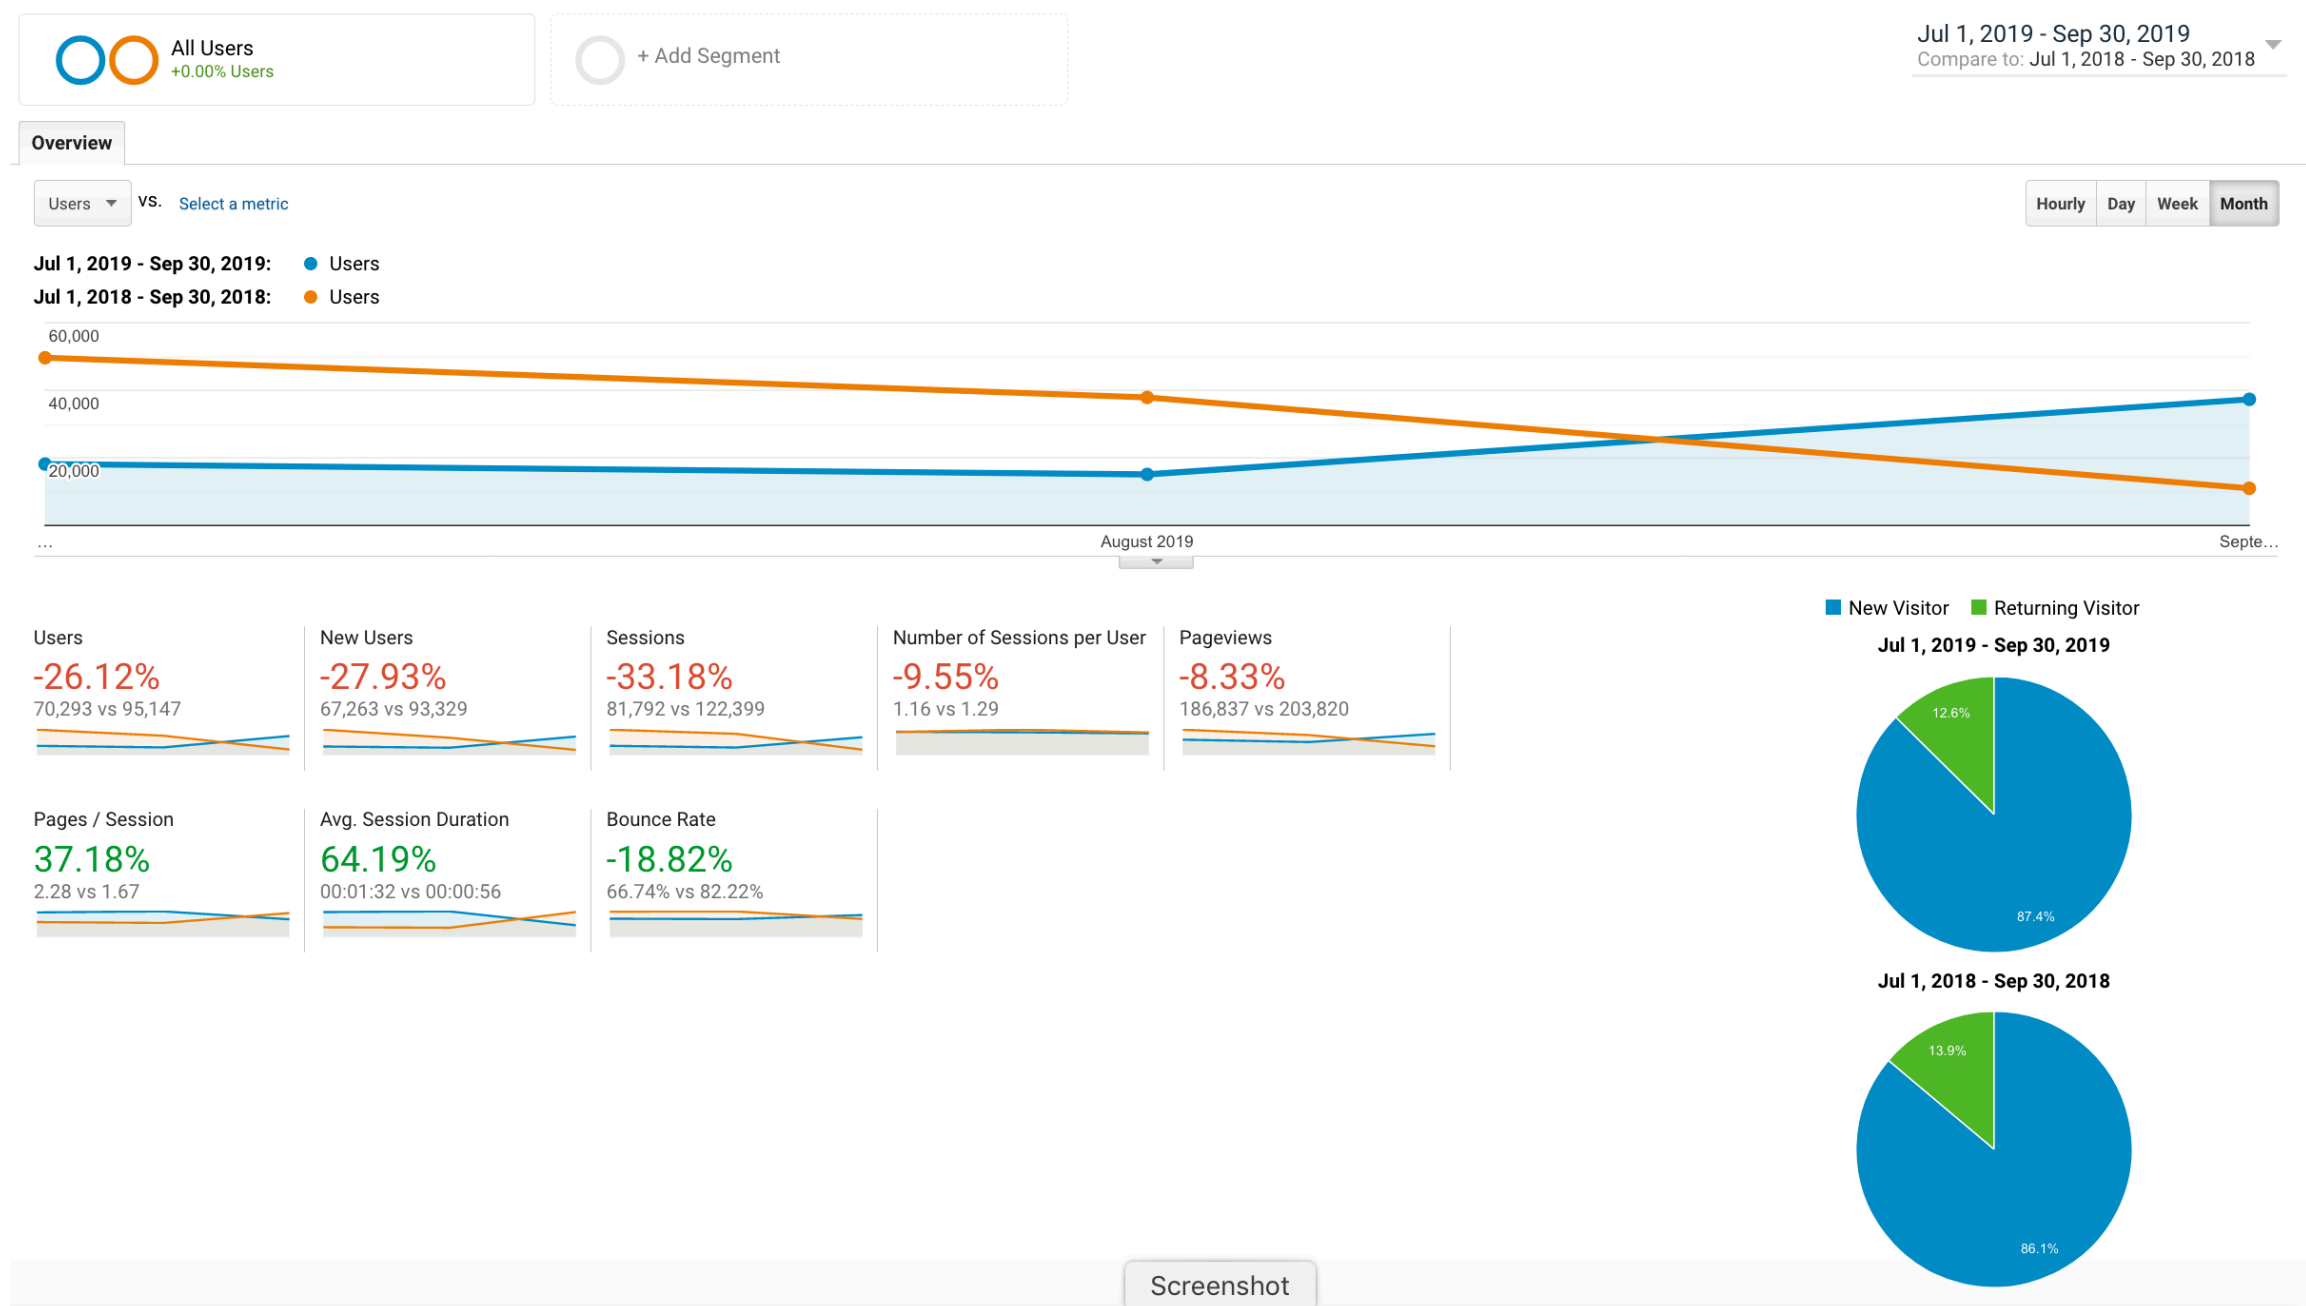 All Users
+0.00% Users
+ Add Segment
Jul 1, 2019 - Sep 30, 2019
Compare to: Jul 1, 2018 - Sep 30, 2018
Overview
Users
VS.
Select a metric
Hourly
Day
Week
Month
Jul 1, 2019 - Sep 30, 2019:
Users
Jul 1, 2018 - Sep 30, 2018:
Users
60,000
40,000
20,000
...
August 2019
Septe...
Users
-26.12%
70,293 vs 95,147
New Users
-27.93%
67,263 vs 93,329
Sessions
-33.18%
81,792 vs 122,399
Number of Sessions per User
-9.55%
1.16 vs 1.29
Pageviews
-8.33%
186,837 vs 203,820
Pages / Session
37.18%
2.28 vs 1.67
Avg. Session Duration
64.19%
00:01:32 vs 00:00:56
Bounce Rate
-18.82%
66.74% vs 82.22%
New Visitor
Returning Visitor
Jul 1, 2019 - Sep 30, 2019
12.6%
87.4%
Jul 1, 2018 - Sep 30, 2018
13.9%
86.1%
Screenshot